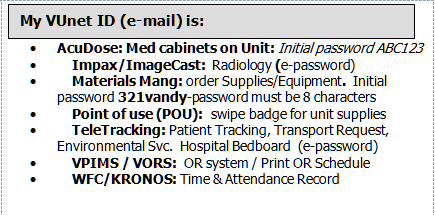 My VUnet ID (e-mail) is:
• AcuDose: Med cabinets on Unit: Initial password ABC123
• Impax/ImageCast: Radiology (e-password)
• Materials Mang: order Supplies/Equipment. Initial
password 321vandy-password must be 8 characters
• Point of use (POU): swipe badge for unit supplies
• TeleTracking: Patient Tracking, Transport Request,
Environmental Svc. Hospital Bedboard (e-password)
• VPIMS / VORS: OR system / Print OR Schedule
• WFC/KRONOS: Time & Attendance Record